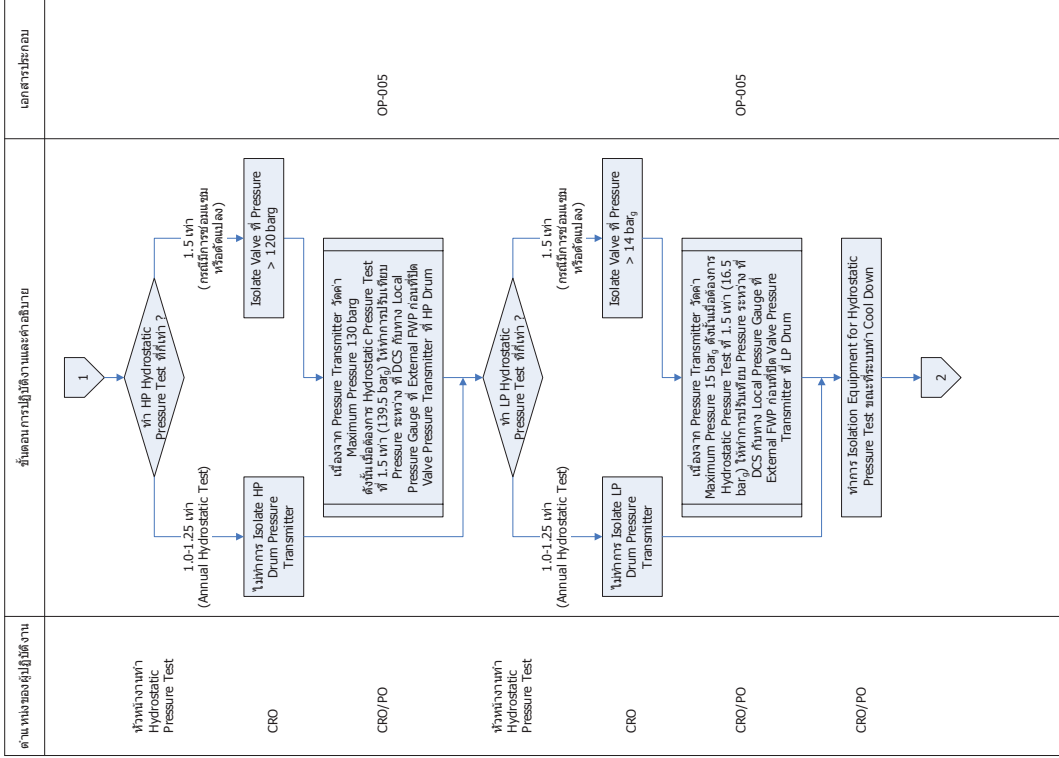 ตำแหน่งของผู้ปฏิบัติงาน
ขั้นตอนการปฏิบัติงานและคำอธิบาย
เอกสารประกอบ
1
หัวหน้างานทำ
Hydrostatic
Pressure Test
ทำ HP Hydrostatic
Pressure Test ที่กี่เท่า ?
1.0-1.25 เท่า
(Annual Hydrostatic Test)
1.5 เท่า
(กรณีมีการซ่อมแซม
หรือดัดแปลง)
CRO
ไม่ทำการ Isolate HP
Drum Pressure
Transmitter
Isolate Valve ที่ Pressure
> 120 barg
CRO/PO
เนื่องจาก Pressure Transmitter วัดค่า
Maximum Pressure 130 barg
ดังนั้นเมื่อต้องการ Hydrostatic Pressure Test
ที่ 1.5 เท่า (139.5 barg) ให้ทำการปรับเทียบ
Pressure ระหว่าง ที่ DCS กับทาง Local
Pressure Gauge ที่ External FWP ก่อนที่ปิด
Valve Pressure Transmitter ที่ HP Drum
OP-005
หัวหน้างานทำ
Hydrostatic
Pressure Test
ทำ LP Hydrostatic
Pressure Test ที่กี่เท่า ?
1.0-1.25 เท่า
(Annual Hydrostatic Test)
1.5 เท่า
(กรณีมีการซ่อมแซม
หรือดัดแปลง)
CRO
ไม่ทำการ Isolate LP
Drum Pressure
Transmitter
Isolate Valve ที่ Pressure
> 14 barg
CRO/PO
เนื่องจาก Pressure Transmitter วัดค่า
Maximum Pressure 15 barg ดังนั้นเมื่อต้องการ
Hydrostatic Pressure Test ที่ 1.5 เท่า (16.5
barg) ให้ทำการปรับเทียบ Pressure ระหว่าง ที่
DCS กับทาง Local Pressure Gauge ที่
External FWP ก่อนที่ปิด Valve Pressure
Transmitter ที่ LP Drum
OP-005
CRO/PO
ทำการ Isolation Equipment for Hydrostatic
Pressure Test ขณะที่ระบบทำ Cool Down
2